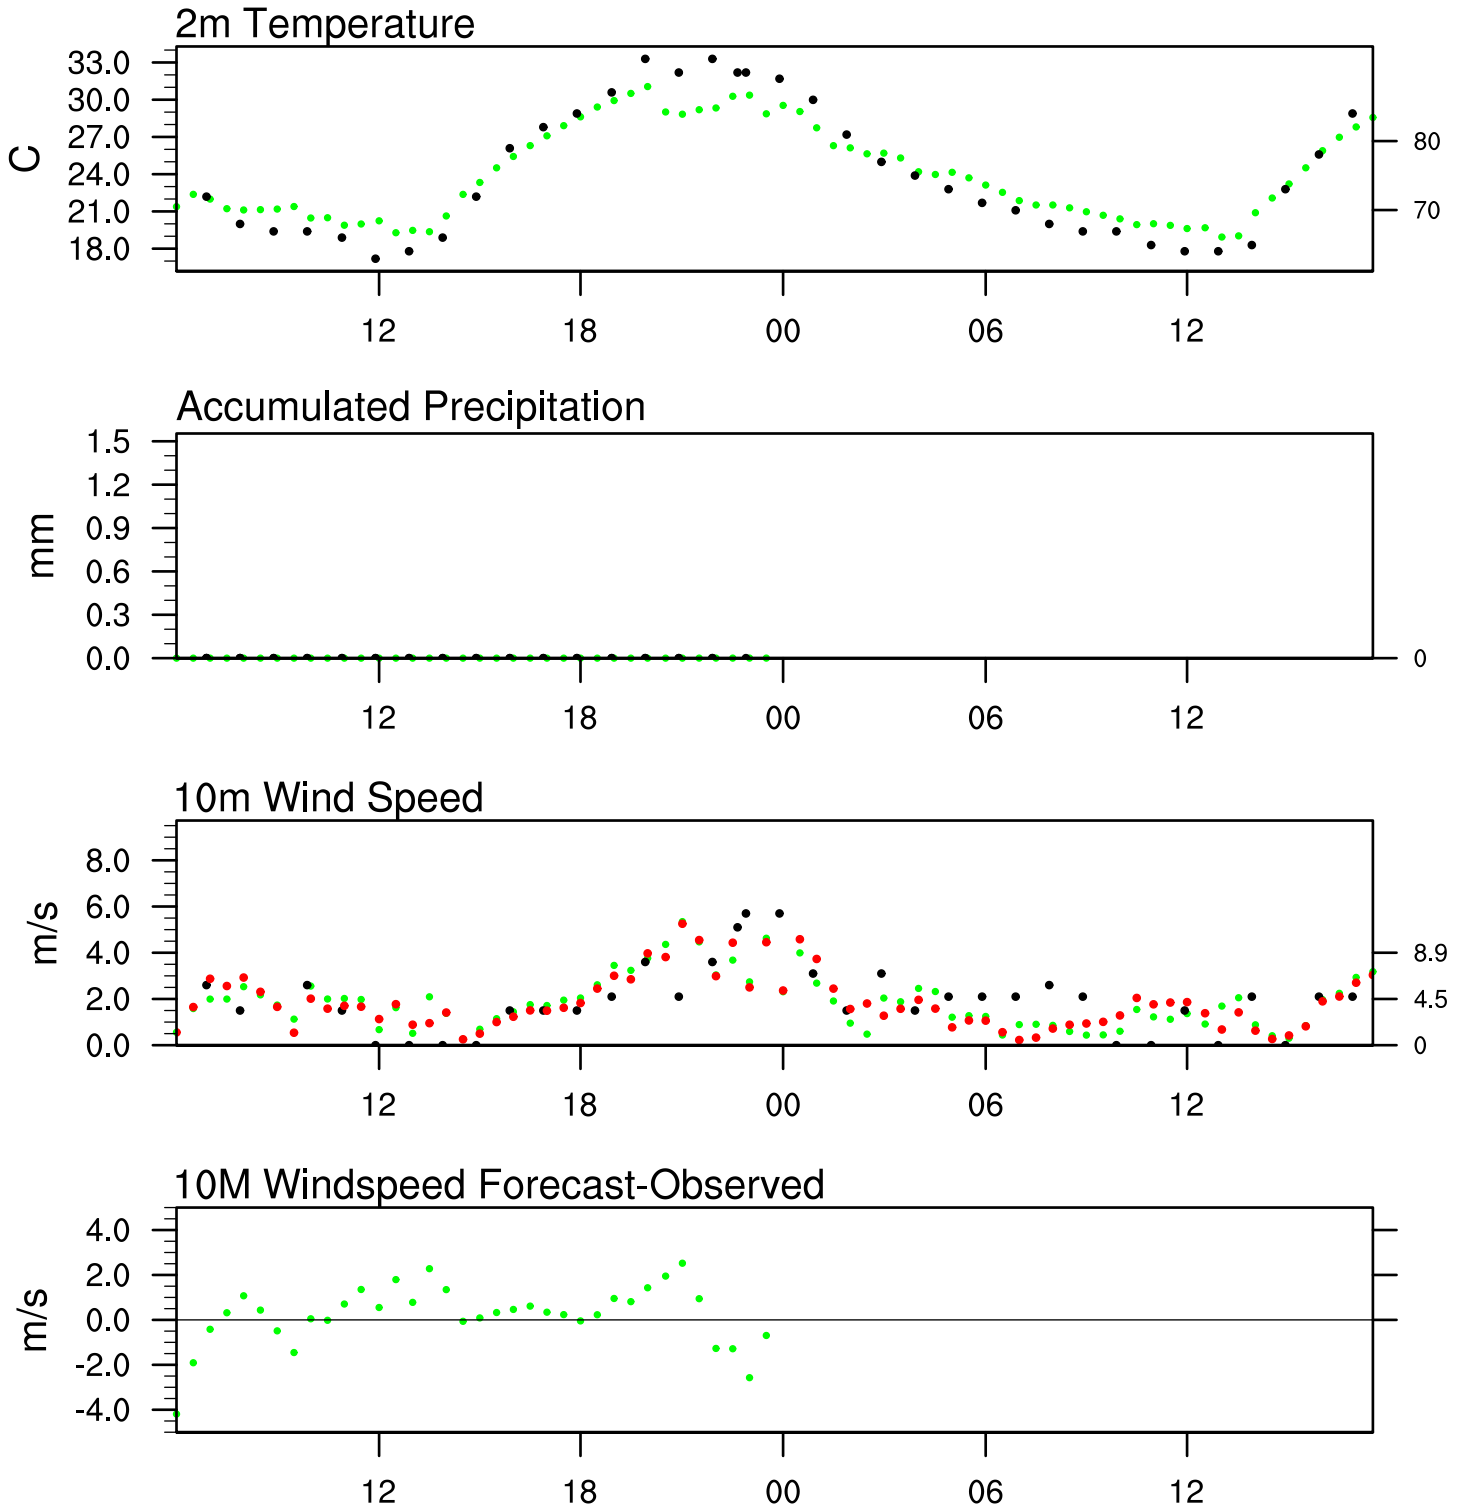 2m Temperature
33.0
30.0
27.0
24.0
21.0
18.0
C
80
70
12 18 00 06 12
Accumulated Precipitation
1.5
1.2
0.9
0.6
0.3
0.0
mm
0
12 18 00 06 12
10m Wind Speed
8.0
6.0
4.0
2.0
0.0
m/s
8.9
4.5
0
12 18 00 06 12
10M Windspeed Forecast-Observed
4.0
2.0
0.0
-2.0
-4.0
m/s
12 18 00 06 12